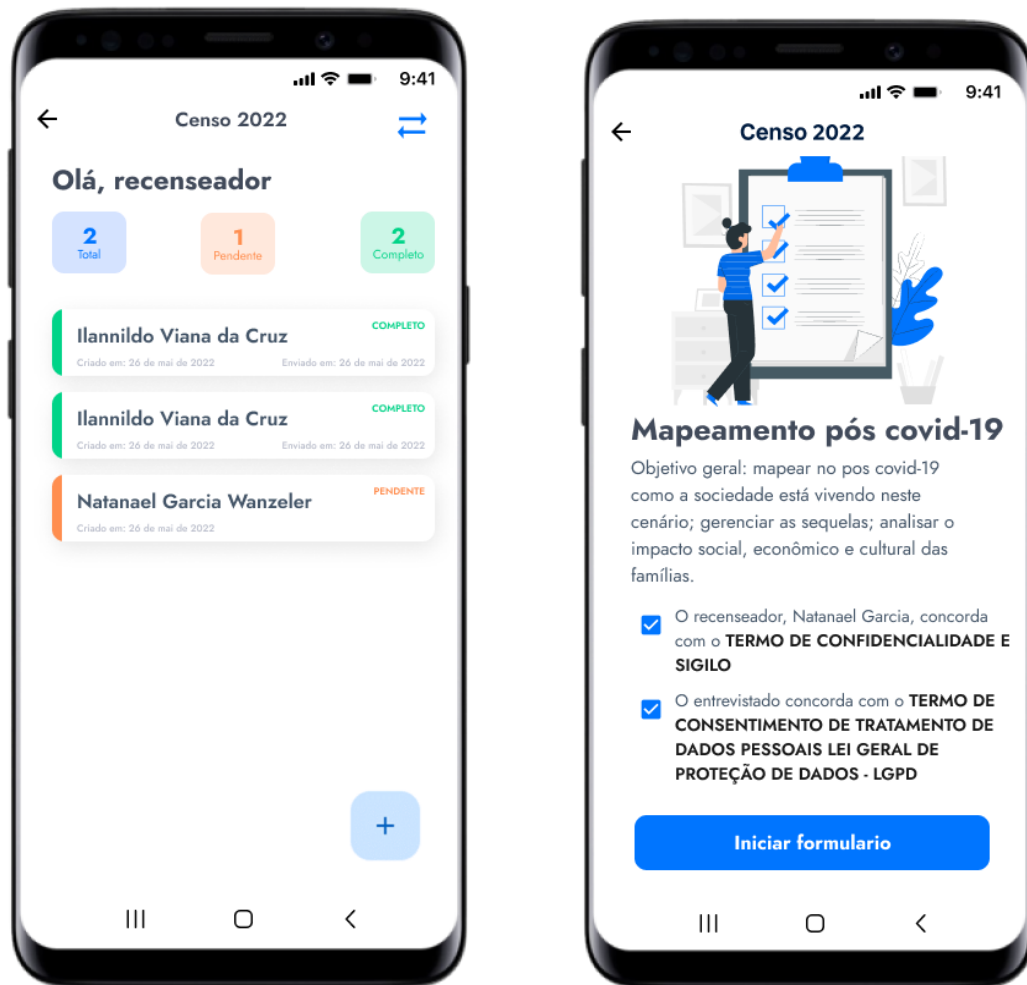 9:41
Censo 2022
Olá, recenseador
2
Total
1
Pendente
2
Completo
Ilannildo Viana da Cruz
COMPLETO
Criado em: 26 de mai de 2022
Enviado em: 26 de mai de 2022
Ilannildo Viana da Cruz
COMPLETO
Criado em: 26 de mai de 2022
Enviado em: 26 de mai de 2022
Natanael Garcia Wanzeler
PENDENTE
Criado em: 26 de mai de 2022
+
9:41
Censo 2022
Mapeamento pós covid-19
Objetivo geral: mapear no pos covid-19
como a sociedade está vivendo neste
cenário; gerenciar as sequelas; analisar o
impacto social, econômico e cultural das
famílias.
O recenseador, Natanael Garcia, concorda
com o TERMO DE CONFIDENCIALIDADE E
SIGILO
O entrevistado concorda com o TERMO DE
CONSENTIMENTO DE TRATAMENTO DE
DADOS PESSOAIS LEI GERAL DE
PROTEÇÃO DE DADOS - LGPD
Iniciar formulario